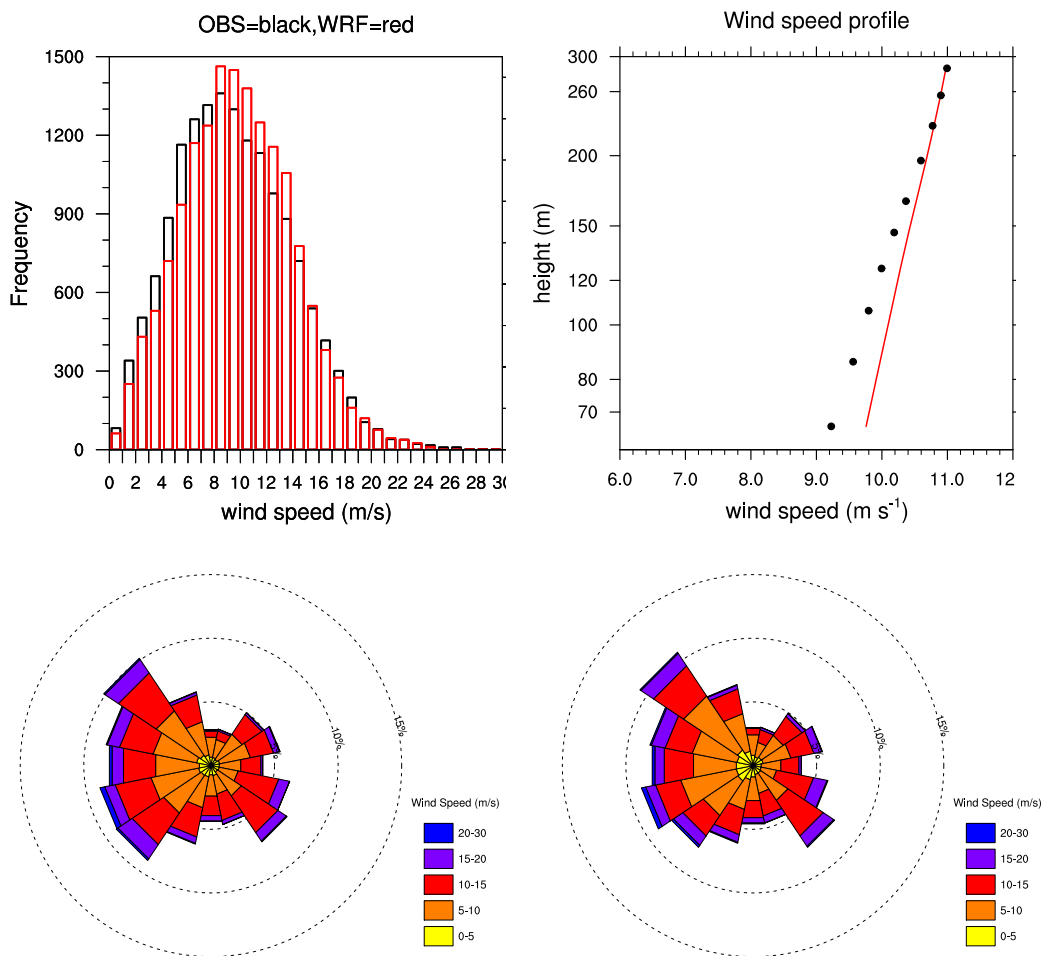 OBS=black,WRF=red
1500
1200
900
600
300
0
Frequency
0 2 4 6 8 10 12 14 16 18 20 22 24 26 28 30
wind speed (m/s)
Wind speed profile
300
260
200
150
120
100
80
70
height (m)
6.0 7.0 8.0 9.0 10.0 11.0 12
wind speed (m s-1)
10%
15%
Wind Speed (m/s)
20-30
15-20
10-15
5-10
0-5
10%
15%
Wind Speed (m/s)
20-30
15-20
10-15
5-10
0-5